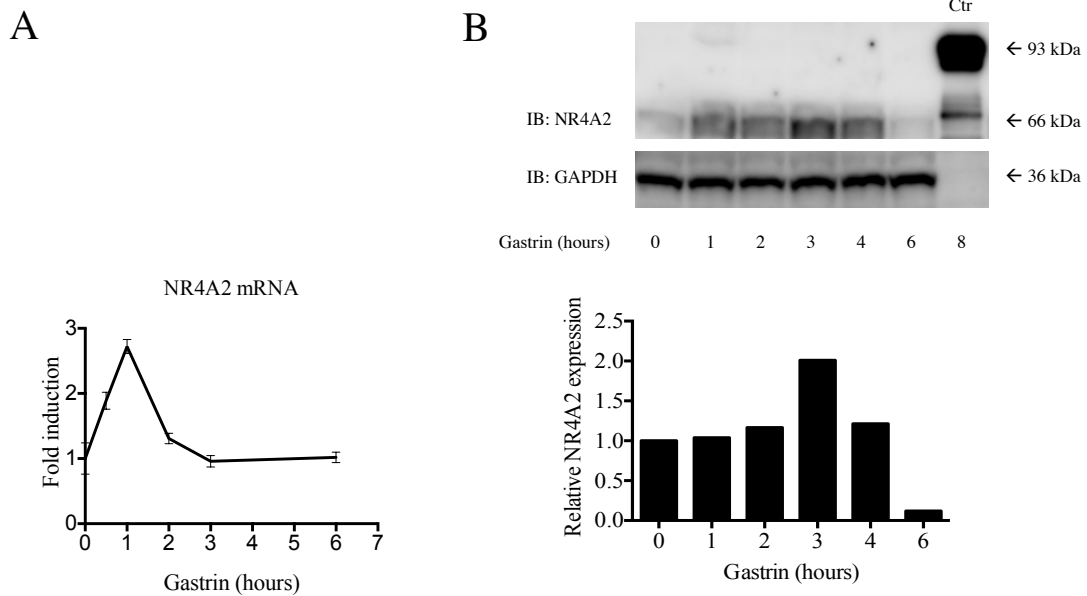 A
B
Ctr
← 93 kDa
IB: NR4A2
← 66 kDa
IB: GAPDH
← 36 kDa
Gastrin (hours) 0 1 2 3 4 6 8
NR4A2 mRNA
Fold induction
3
2
1
0
0 1 2 3 4 5 6 7
Gastrin (hours)
Relative NR4A2 expression
2.5
2.0
1.5
1.0
0.5
0.0
0 1 2 3 4 6
Gastrin (hours)